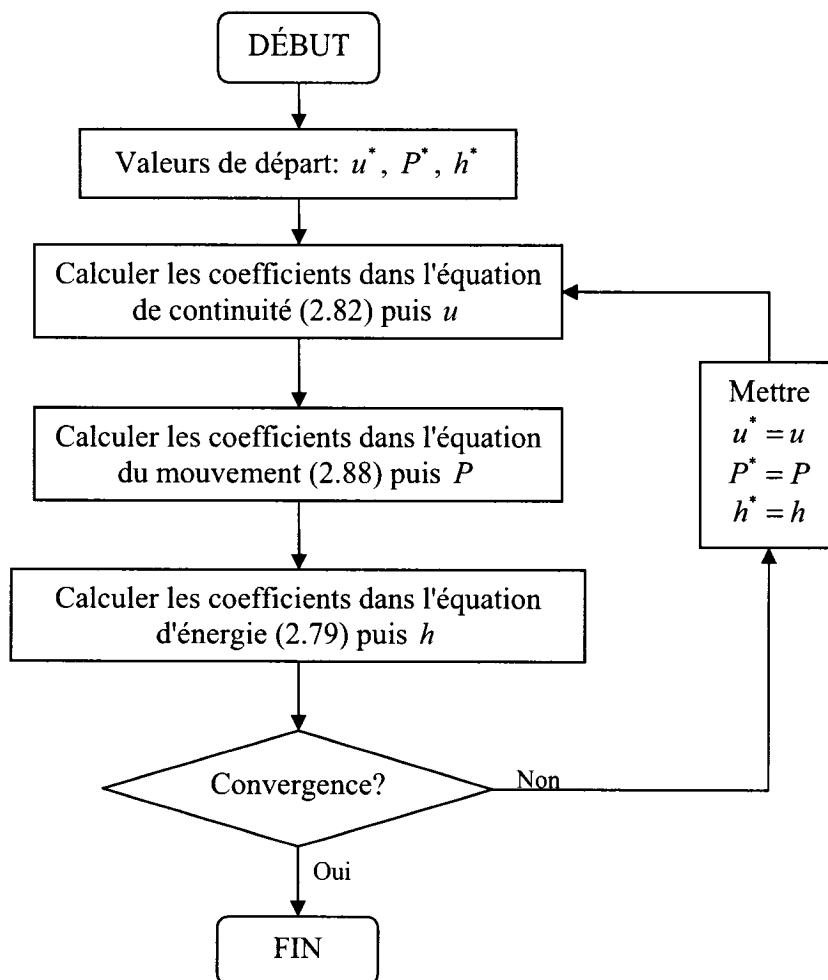 DÉBUT
Valeurs de départ: u*, P*, h*
Calculer les coefficients dans l'équation
de continuité (2.82) puis u
Calculer les coefficients dans l'équation
du mouvement (2.88) puis P
Calculer les coefficients dans l'équation
d'énergie (2.79) puis h
Convergence?
Non
Mettre
u* = u
P* = P
h* = h
Oui
FIN